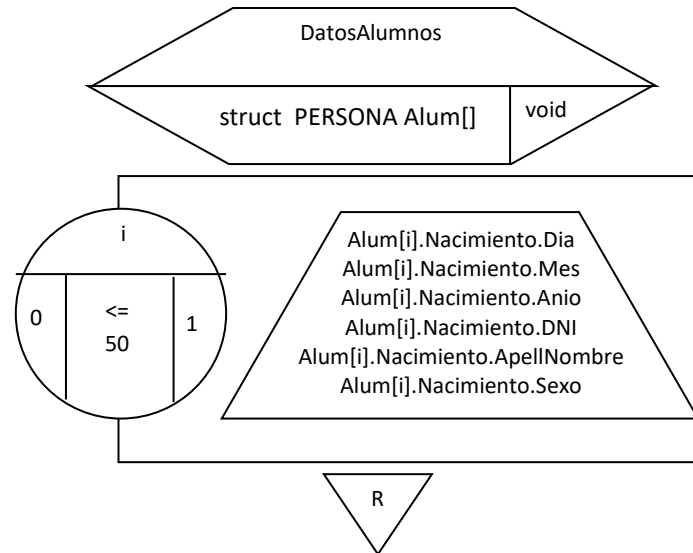 DatosAlumnos
struct PERSONA Alum[]
void
i
0
<=
50
1
Alum[i].Nacimiento.Dia
Alum[i].Nacimiento.Mes
Alum[i].Nacimiento.Anio
Alum[i].Nacimiento.DNI
Alum[i].Nacimiento.ApellNombre
Alum[i].Nacimiento.Sexo
R